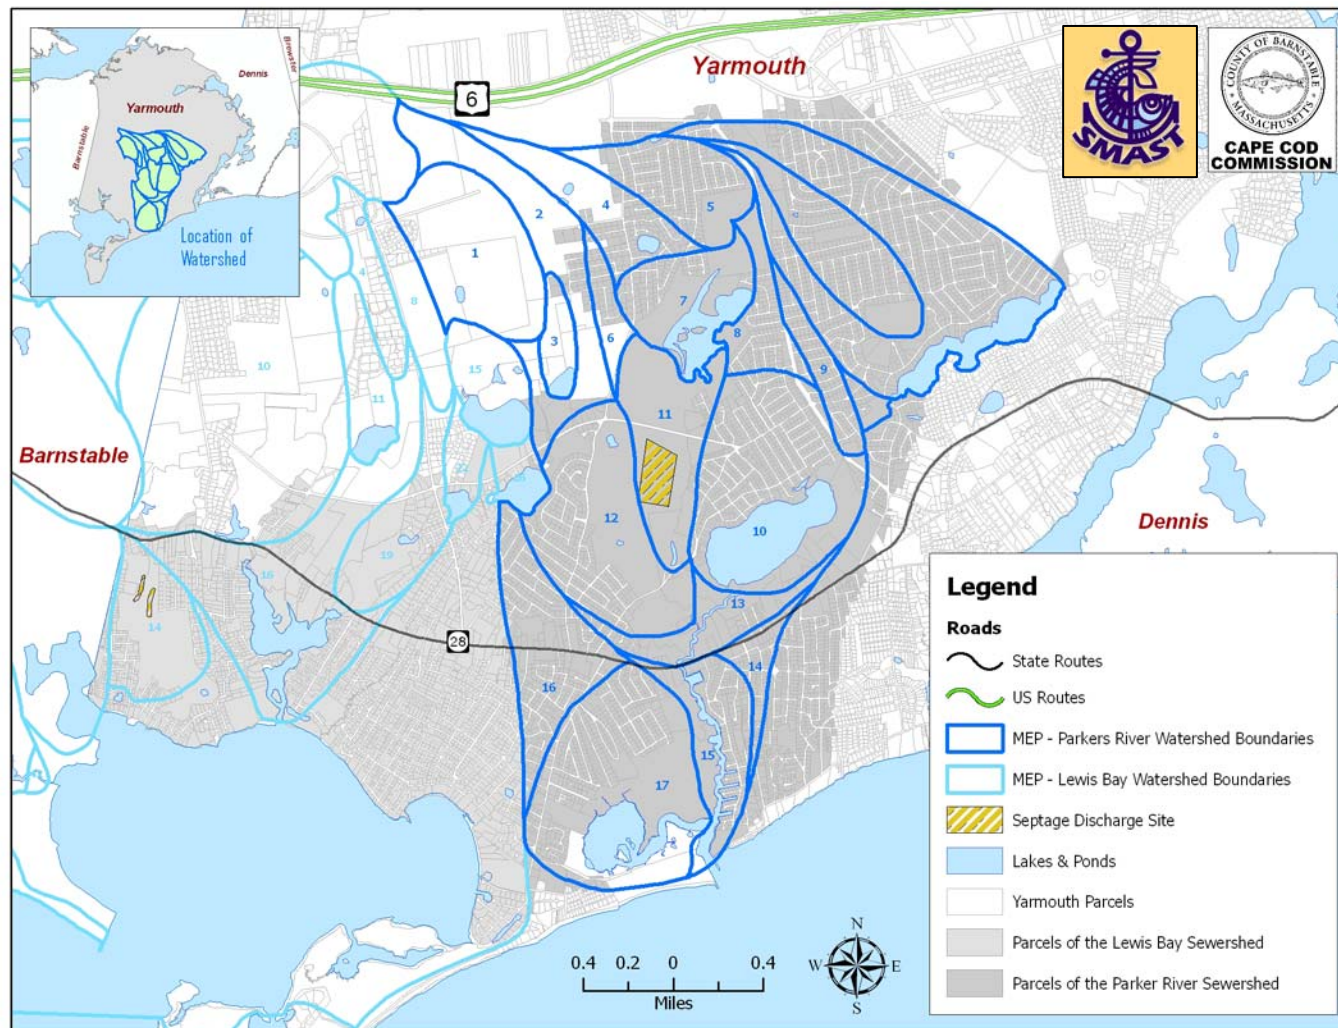 Yarmouth
6
SMAST
COUNTY OF BARNSTABLE
MASSACHUSETTS
CAPE COD
COMMISSION
Brewster
Dennis
Yarmouth
Barnstable
Location of
Watershed
1
2
3
4
5
6
7
8
9
10
11
12
13
14
15
16
17
4
8
10
11
15
22
19
16
14
28
Barnstable
Dennis
Legend
Roads
State Routes
US Routes
MEP - Parkers River Watershed Boundaries
MEP - Lewis Bay Watershed Boundaries
Septage Discharge Site
Lakes & Ponds
Yarmouth Parcels
Parcels of the Lewis Bay Sewershed
Parcels of the Parker River Sewershed
0.4 0.2 0 0.4
Miles
N
W E
S